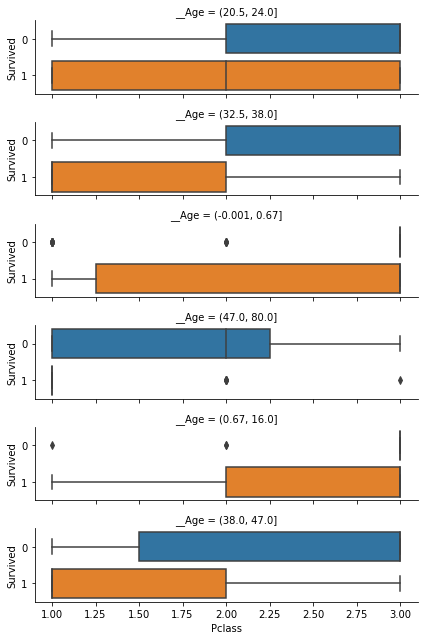 __Age = (20.5, 24.0]
Survived
0
1
__Age = (32.5, 38.0]
Survived
0
1
__Age = (-0.001, 0.67]
Survived
0
1
__Age = (47.0, 80.0]
Survived
0
1
__Age = (0.67, 16.0]
Survived
0
1
__Age = (38.0, 47.0]
Survived
0
1
1.00 1.25 1.50 1.75 2.00 2.25 2.50 2.75 3.00
Pclass